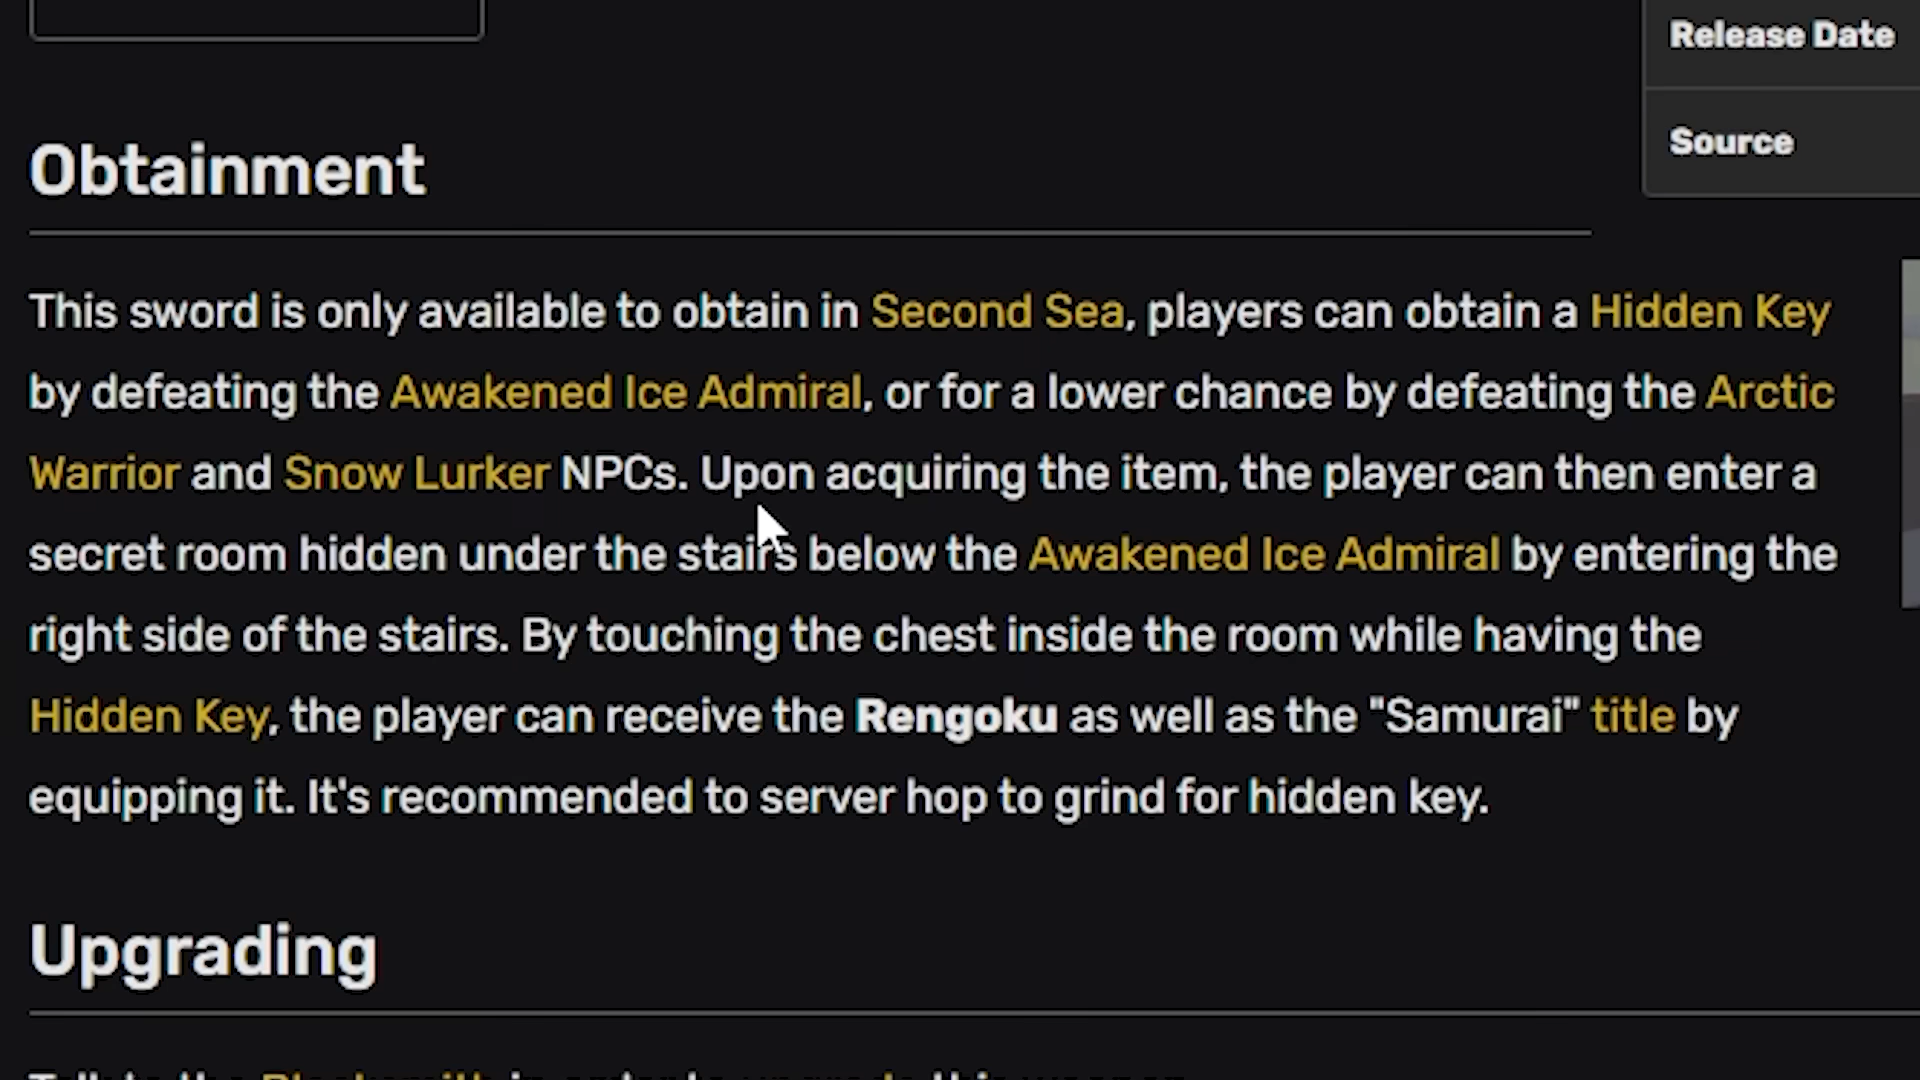 Release Date
Source
Obtainment
This sword is only available to obtain in Second Sea, players can obtain a Hidden Key
by defeating the Awakened Ice Admiral, or for a lower chance by defeating the Arctic
Warrior and Snow Lurker NPCs. Upon acquiring the item, the player can then enter a
secret room hidden under the stairs below the Awakened Ice Admiral by entering the
right side of the stairs. By touching the chest inside the room while having the
Hidden Key, the player can receive the Rengoku as well as the "Samurai" title by
equipping it. It's recommended to server hop to grind for hidden key.
Upgrading